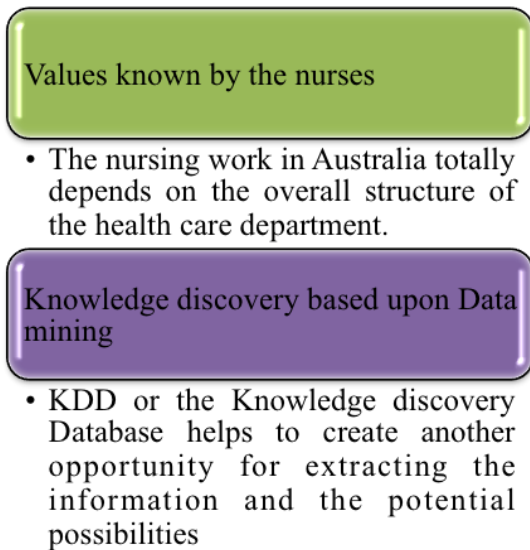 Values known by the nurses
• The nursing work in Australia totally
depends on the overall structure of
the health care department.
Knowledge discovery based upon Data
mining
• KDD or the Knowledge discovery
Database helps to create another
opportunity for extracting the
information and the potential
possibilities